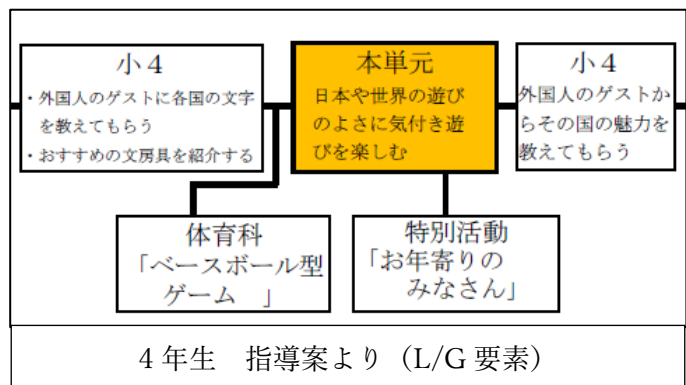 小４
・外国人のゲストに各国の文字
を教えてもらう
・おすすめの文房具を紹介する
本単元
日本や世界の遊び
のよさに気付き遊
びを楽しむ
小４
外国人のゲストか
らその国の魅力を
教えてもらう
体育科
「ベースボール型
ゲーム　」
特別活動
「お年寄りの
みなさん」
４年生　指導案より（L/G 要素）